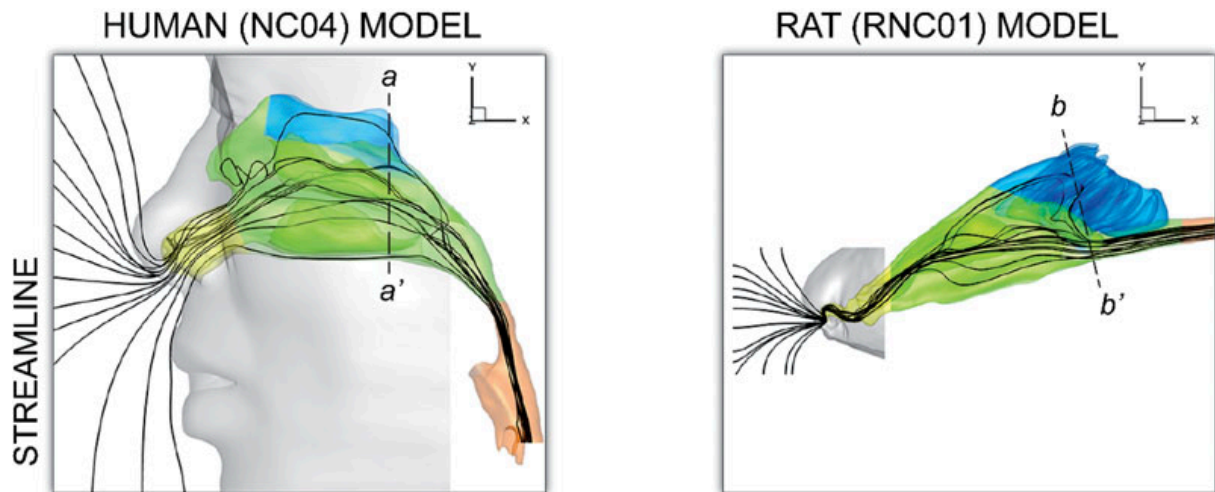 HUMAN (NC04) MODEL
RAT (RNC01) MODEL
STREAMLINE
a
a'
Y
Z
X
b
b'
Y
Z
X